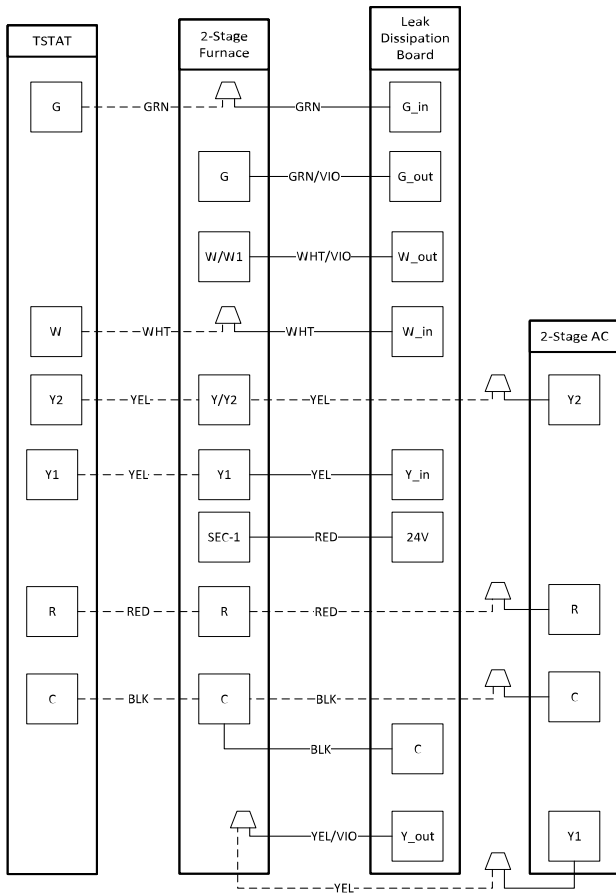 TSTAT
2-Stage
Furnace
Leak
Dissipation
Board
G
GRN
GRN
G_in
G
GRN/VIO
G_out
W/W1
WHT/VIO
W_out
W
WHT
WHT
W_in
2-Stage AC
Y2
YEL
Y/Y2
YEL
Y2
Y1
YEL
Y1
YEL
Y_in
SEC-1
RED
24V
R
RED
R
RED
R
C
BLK
C
BLK
C
BLK
C
YEL/VIO
Y_out
Y1
YEL